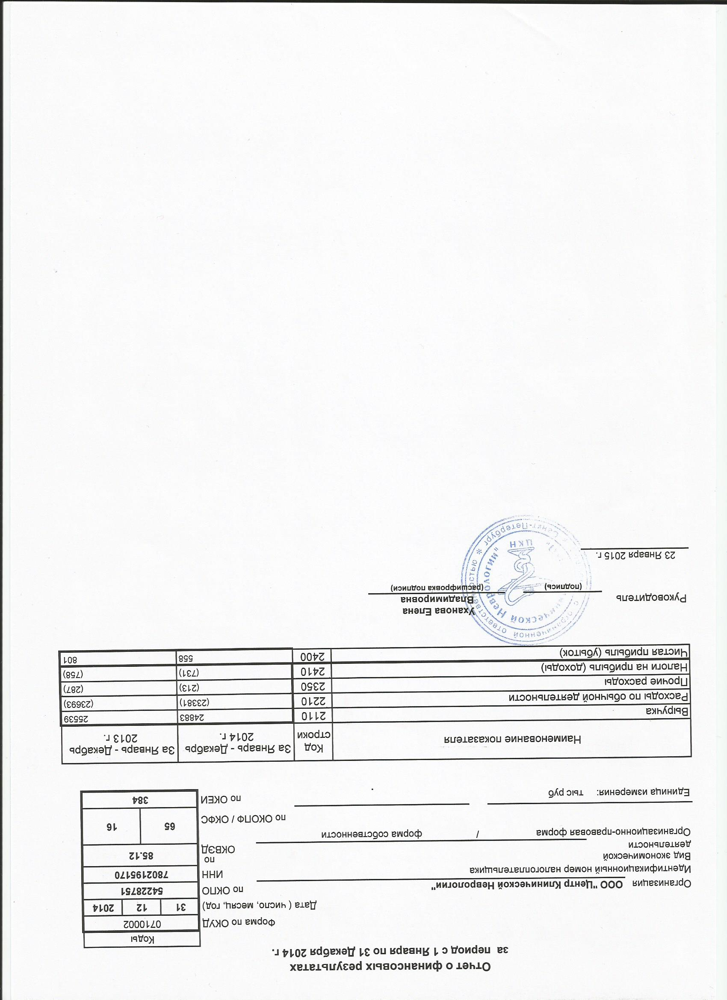 Отчет о финансовых результатах
за период с 1 Января по 31 Декабря 2014 г.
Коды
Форма по ОКУД 0710002
Дата ( число, месяц, год) 31 12 2014
Организация ООО "Центр Клинической Неврологии" по ОКПО 54228751
Идентификационный номер налогоплательщика ИНН 7802195170
Вид экономической деятельности по ОКВЭД 85.12
Организационно-правовая форма / форма собственности
по ОКОПФ / ОКФС 65 16
Единица измерения: тыс руб по ОКЕИ 384
Наименование показателя Код строки За Январь - Декабрь 2014 г. За Январь - Декабрь 2013 г.
Выручка 2110 24883 25539
Расходы по обычной деятельности 2210 (23381) (23693)
Прочие расходы 2350 (213) (287)
Налоги на прибыль (доходы) 2410 (731) (758)
Чистая прибыль (убыток) 2400 558 801
Руководитель
Уханова Елена
Владимировна
(подпись) (расшифровка подписи)
23 Января 2015 г.
с ограниченной ответственностью * Санкт-Петербург
Клинической Неврологии"
ЦКН